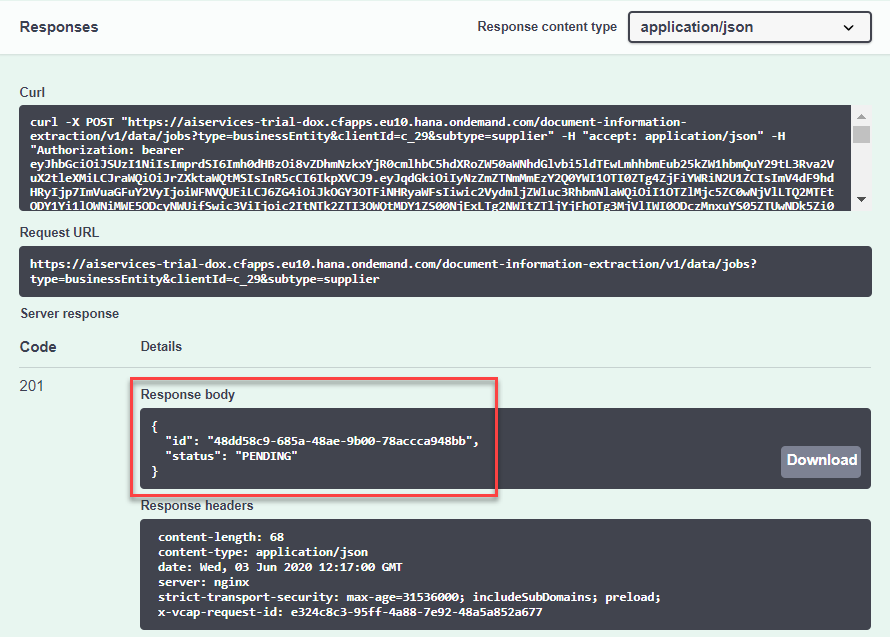 Responses
Response content type
application/json
Curl
curl -X POST "https://aiservices-trial-dox.cfapps.eu10.hana.ondemand.com/document-information-
extraction/v1/data/jobs?type=businessEntity&clientId=c_29&subtype=supplier" -H "accept: application/json" -H
"Authorization: bearer
Request URL
https://aiservices-trial-dox.cfapps.eu10.hana.ondemand.com/document-information-extraction/v1/data/jobs?
type=businessEntity&clientId=c_29&subtype=supplier
Server response
Code
Details
201
Response body
{
"id": "48dd58c9-685a-48ae-9b00-78accca948bb",
"status": "PENDING"
}
Download
Response headers
content-length: 68
content-type: application/json
date: Wed, 03 Jun 2020 12:17:00 GMT
server: nginx
strict-transport-security: max-age=31536000; includeSubDomains; preload;
x-vcap-request-id: e324c8c3-95ff-4a88-7e92-48a5a852a677